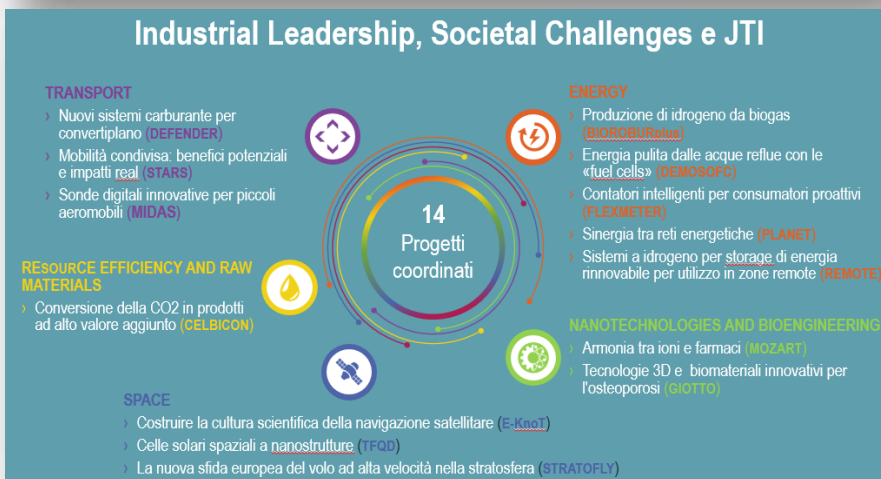 Industrial Leadership, Societal Challenges e JTI
TRANSPORT
› Nuovi sistemi carburante per
convertiplano (DEFENDER)
› Mobilità condivisa: benefici potenziali
e impatti real (STARS)
› Sonde digitali innovative per piccoli
aeromobili (MIDAS)
RESOURCE EFFICIENCY AND RAW
MATERIALS
› Conversione della CO2 in prodotti
ad alto valore aggiunto (CELBICON)
14
Progetti
coordinati
ENERGY
› Produzione di idrogeno da biogas
(BIOROBURplus)
› Energia pulita dalle acque reflue con le
«fuel cells» (DEMOSOFC)
› Contatori intelligenti per consumatori proattivi
(FLEXMETER)
› Sinergia tra reti energetiche (PLANET)
› Sistemi a idrogeno per storage di energia
rinnovabile per utilizzo in zone remote (REMOTE)
NANOTECHNOLOGIES AND BIOENGINEERING
› Armonia tra ioni e farmaci (MOZART)
› Tecnologie 3D e biomateriali innovativi per
l'osteoporosi (GIOTTO)
SPACE
› Costruire la cultura scientifica della navigazione satellitare (E-KnoT)
› Celle solari spaziali a nanostrutture (TFQD)
› La nuova sfida europea del volo ad alta velocità nella stratosfera (STRATOFLY)